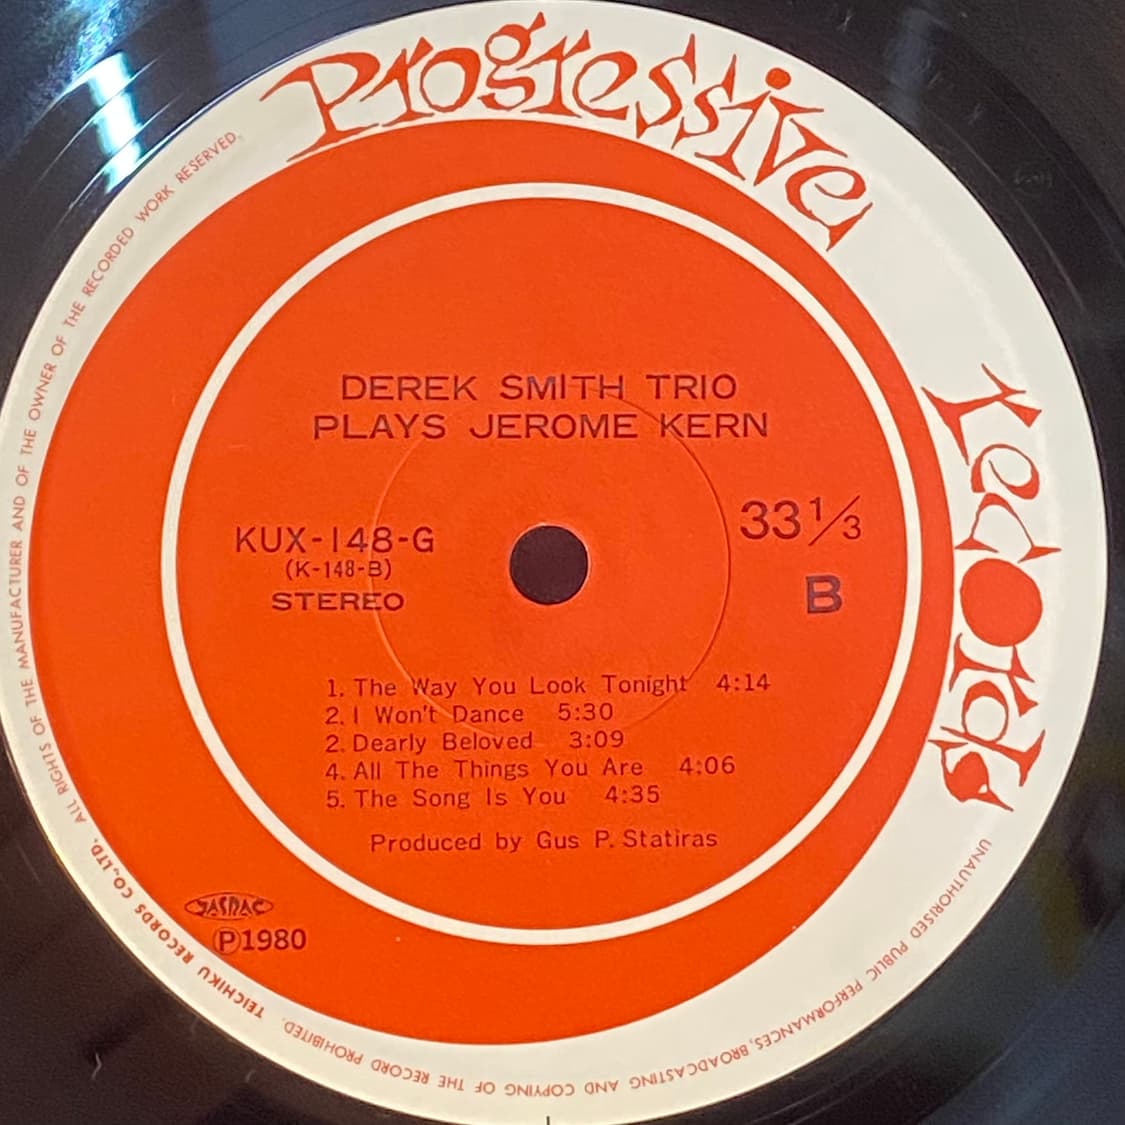 Progressive
records
DEREK SMITH TRIO
PLAYS JEROME KERN
KUX-148-G
(K-148-B)
STEREO
33 1/3
B
1. The Way You Look Tonight 4:14
2. I Won't Dance 5:30
2. Dearly Beloved 3:09
4. All The Things You Are 4:06
5. The Song Is You 4:35
Produced by Gus P. Statiras
JASRAC
Ⓟ1980
TEICHIKU RECORDS CO.,LTD. ALL RIGHTS OF THE MANUFACTURER AND OF THE OWNER OF THE RECORDED WORK RESERVED.
UNAUTHORISED PUBLIC PERFORMANCES, BROADCASTING AND COPYING OF THE RECORD PROHIBITED.